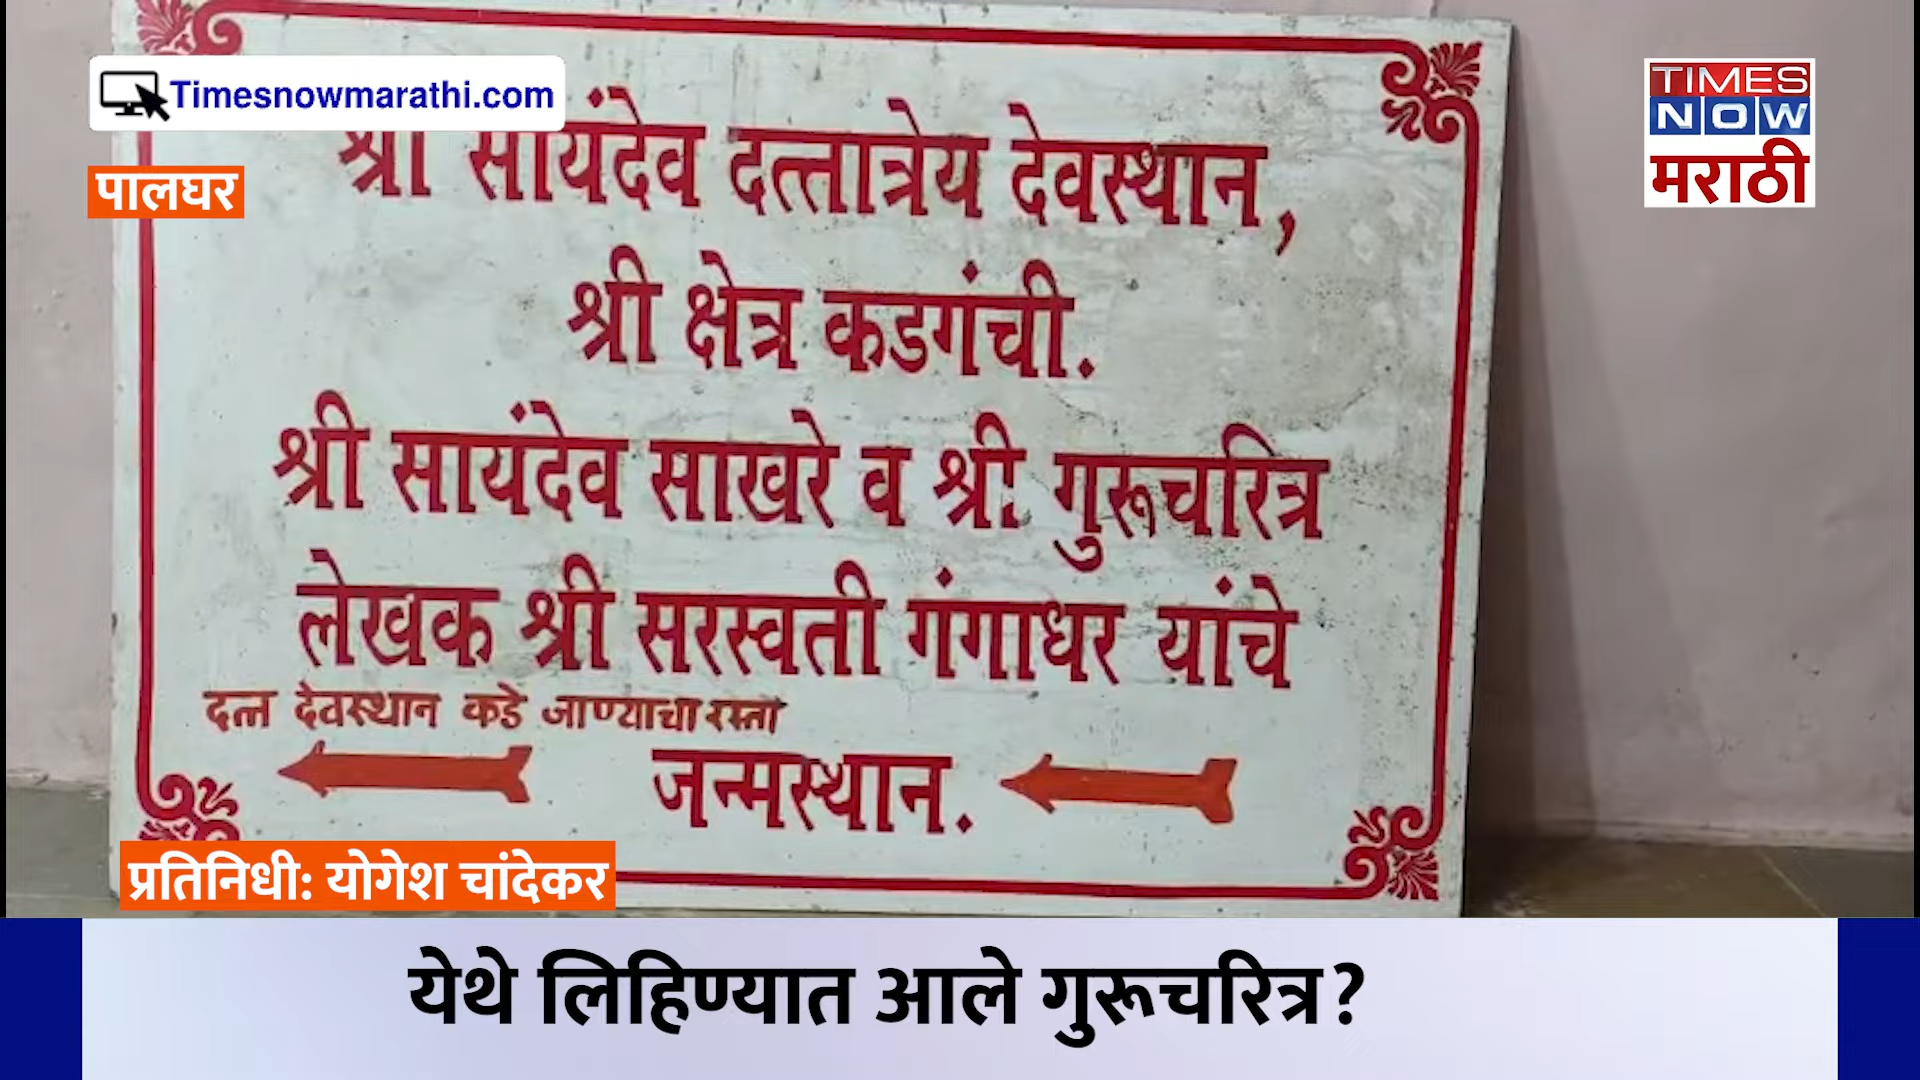 Timesnowmarathi.com
TIMES
NOW
मराठी
पालघर
श्री सायंदेव दत्तात्रेय देवस्थान,
श्री क्षेत्र कडगंची.
श्री सायंदेव साखरे व श्री गुरूचरित्र
लेखक श्री सरस्वती गंगाधर यांचे
दत्त देवस्थान कडे जाण्याचा रस्ता
जन्मस्थान.
प्रतिनिधी: योगेश चांदेकर
येथे लिहिण्यात आले गुरूचरित्र?